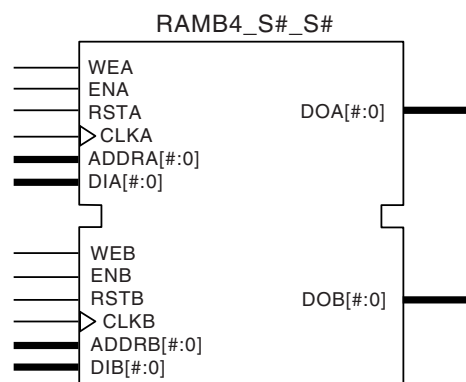 RAMB4_S#_S#
WEA
ENA
RSTA
DOA[#:0]
CLKA
ADDRA[#:0]
DIA[#:0]
WEB
ENB
RSTB
DOB[#:0]
CLKB
ADDRB[#:0]
DIB[#:0]